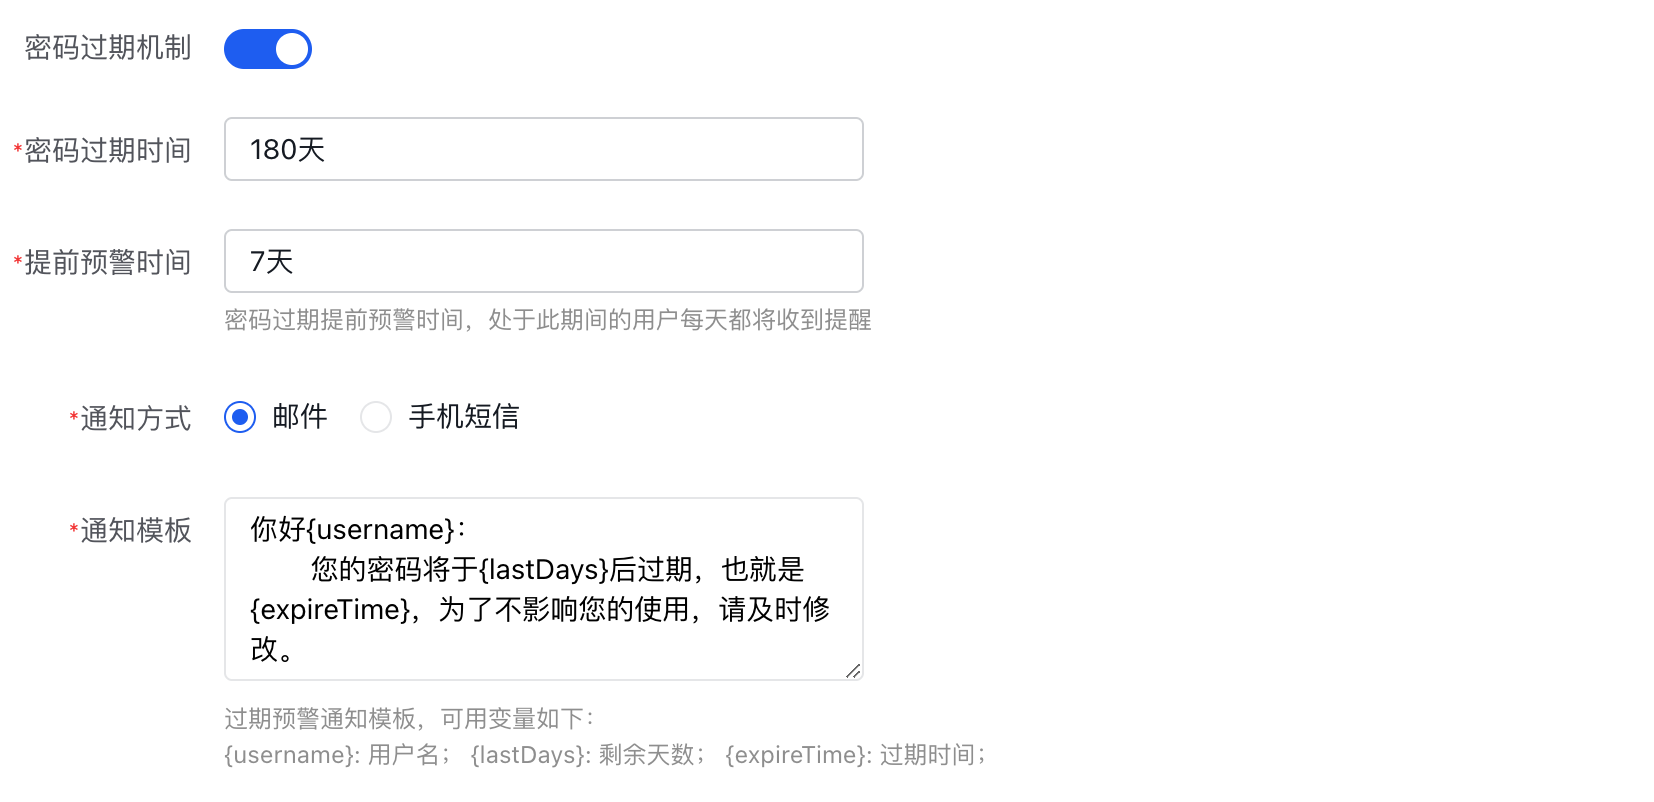 密码过期机制
*密码过期时间 180天
*提前预警时间 7天
密码过期提前预警时间，处于此期间的用户每天都将收到提醒
*通知方式 邮件 手机短信
*通知模板 你好{username}：
您的密码将于{lastDays}后过期，也就是
{expireTime}，为了不影响您的使用，请及时修
改。
过期预警通知模板，可用变量如下：
{username}: 用户名； {lastDays}: 剩余天数； {expireTime}: 过期时间；